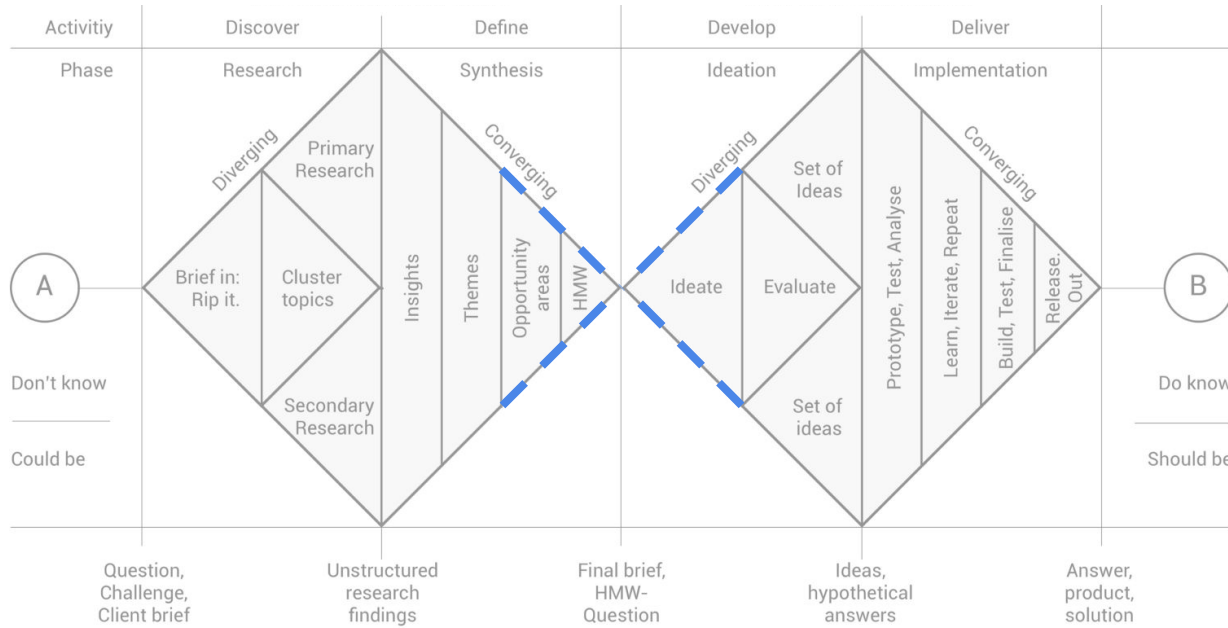 Activitiy
Discover
Define
Develop
Deliver
Phase
Research
Synthesis
Ideation
Implementation
Diverging
Converging
Diverging
Converging
Primary
Research
Set of
Ideas
A
Brief in:
Rip it.
Cluster
topics
Insights
Themes
Opportunity
areas
HMW
Ideate
Evaluate
Prototype, Test, Analyse
Learn, Iterate, Repeat
Build, Test, Finalise
Release.
Out
B
Don't know
Could be
Secondary
Research
Set of
ideas
Do know
Should be
Question,
Challenge,
Client brief
Unstructured
research
findings
Final brief,
HMW-
Question
Ideas,
hypothetical
answers
Answer,
product,
solution